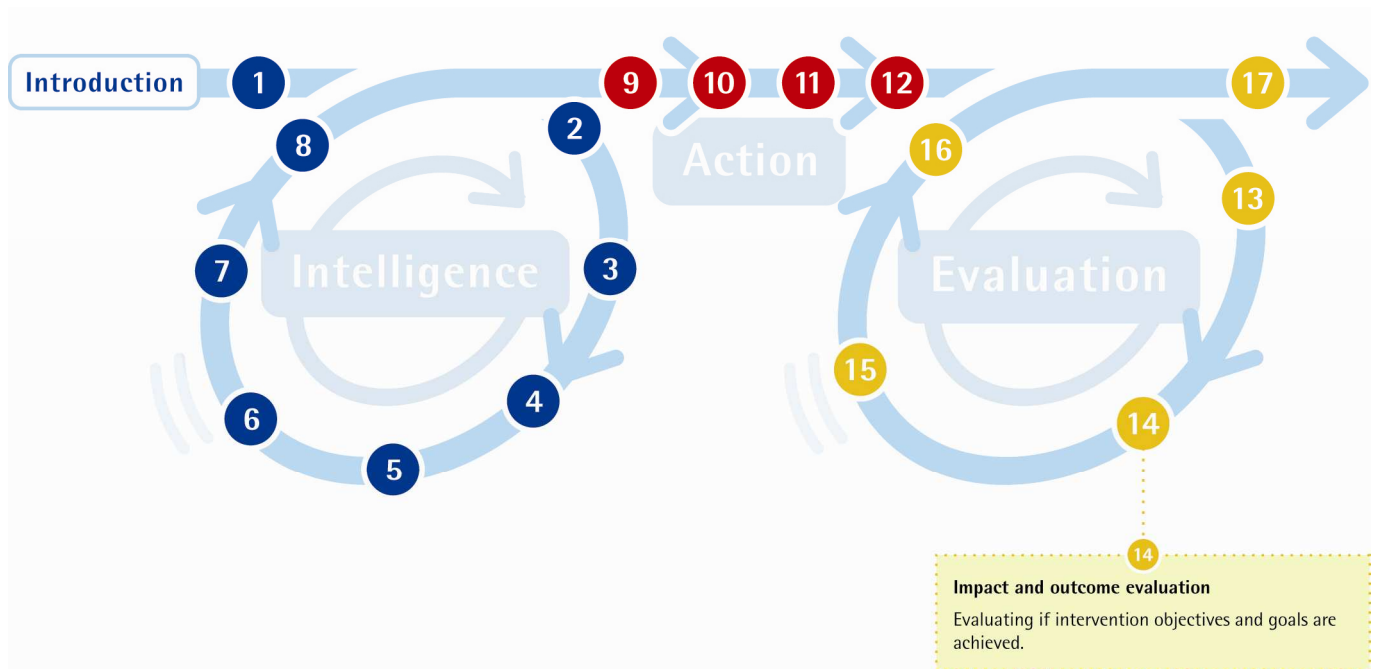 Introduction
1
9
10
11
12
17
2
8
16
Action
13
7
Intelligence
3
Evaluation
15
4
6
14
5
14
Impact and outcome evaluation
Evaluating if intervention objectives and goals are
achieved.